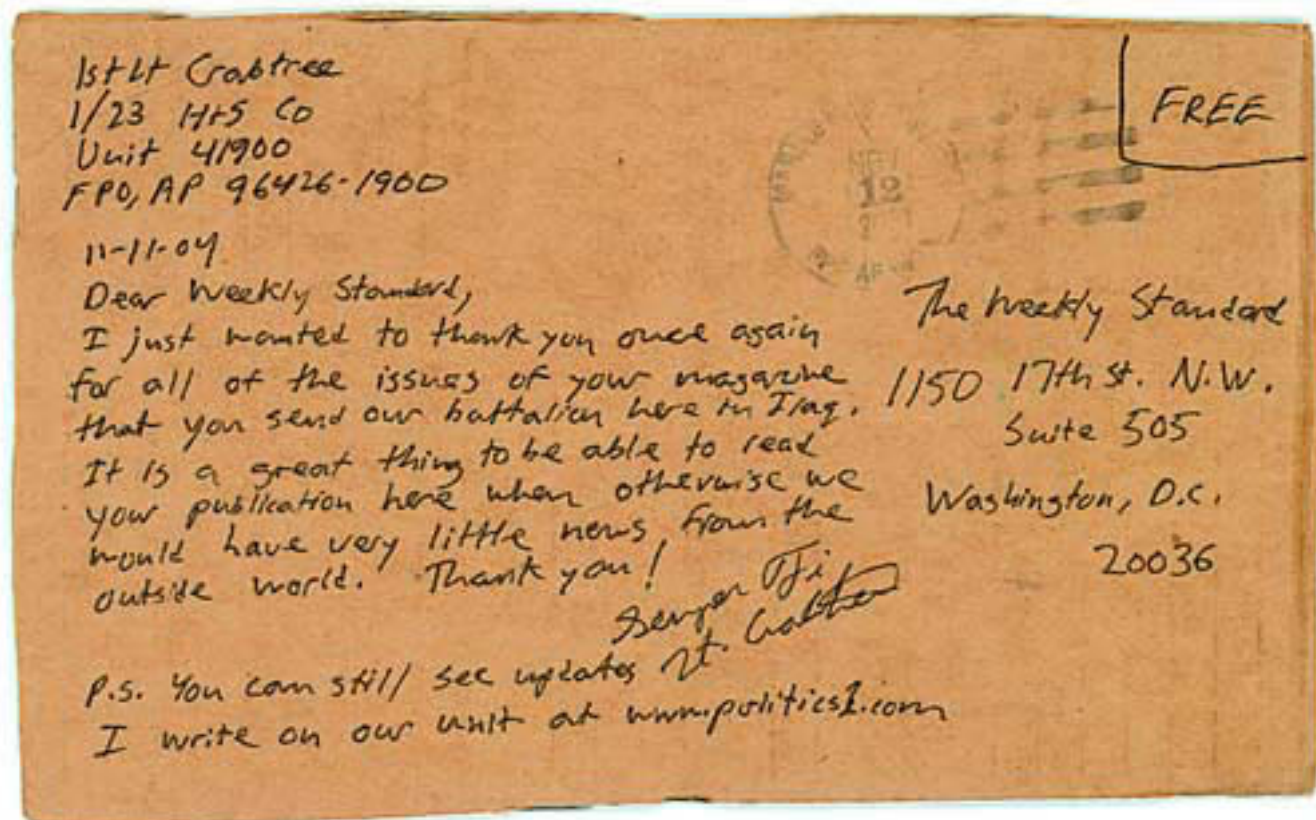 1st Lt Crabtree
1/23 H+S Co
Unit 41900
FPO, AP 96426-1900
FREE
12
11-11-04
Dear Weekly Standard,
I just wanted to thank you once again
for all of the issues of your magazine
that you send our battalion here in Iraq.
It is a great thing to be able to read
your publication here when otherwise we
would have very little news from the
outside world. Thank you!
Semper Fi
Lt. Crabtree
P.S. You can still see updates
I write on our unit at www.politics1.com
The Weekly Standard
1150 17th St. N.W.
Suite 505
Washington, D.C.
20036